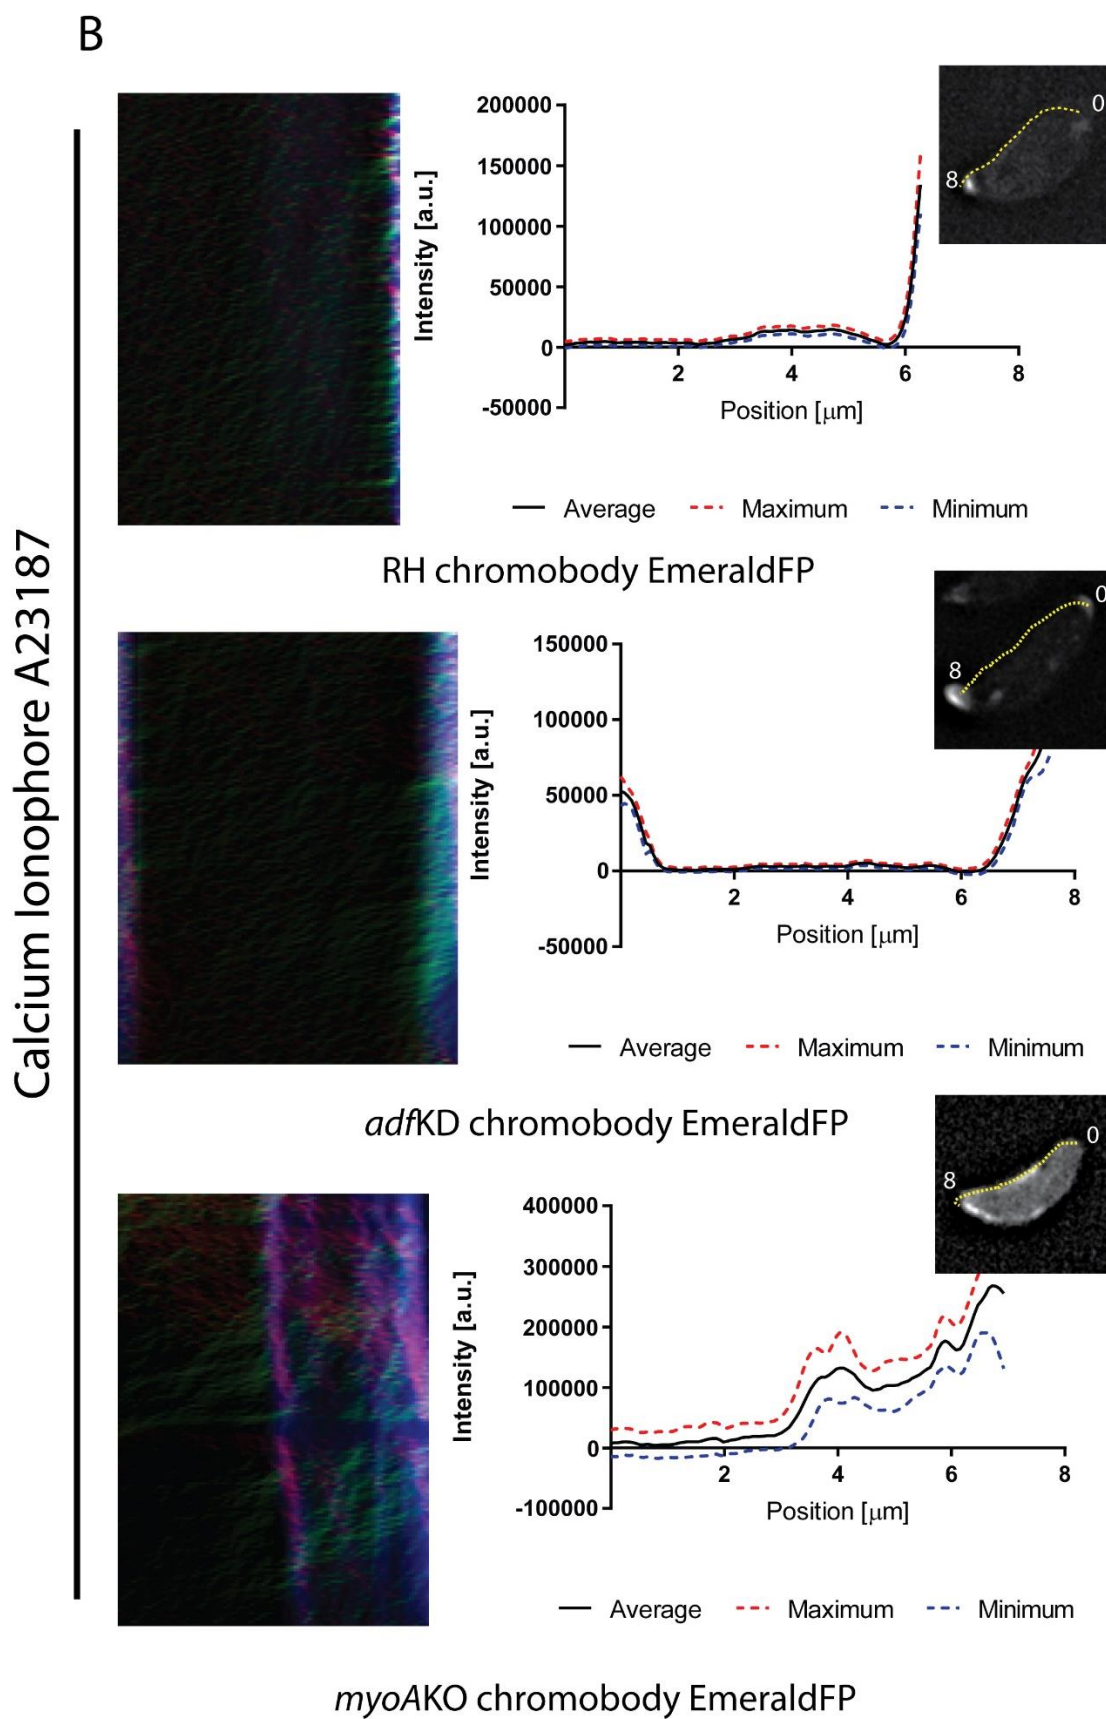 B
Calcium Ionophore A23187
200000
150000
100000
50000
0
-50000
Intensity [a.u.]
2 4 6 8
Position [μm]
0
8
Average Maximum Minimum
RH chromobody EmeraldFP
150000
100000
50000
0
-50000
Intensity [a.u.]
2 4 6 8
Position [μm]
0
8
Average Maximum Minimum
adfKD chromobody EmeraldFP
400000
300000
200000
100000
0
-100000
Intensity [a.u.]
2 4 6 8
Position [μm]
0
8
Average Maximum Minimum
myoAKO chromobody EmeraldFP